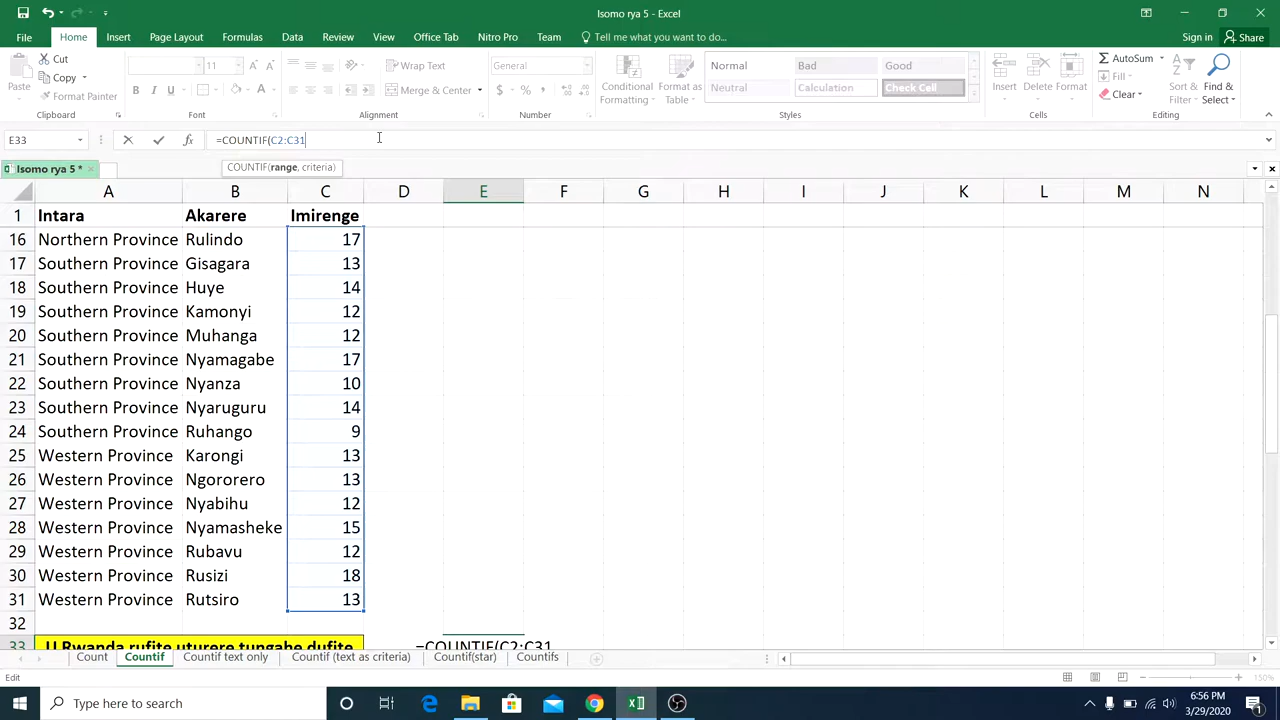 Isomo rya 5 - Excel
File Home Insert Page Layout Formulas Data Review View Office Tab Nitro Pro Team Tell me what you want to do... Sign in Share
Paste Cut Copy Format Painter Clipboard
11 B I U Font
Wrap Text Merge & Center Alignment
General $ % , Number
Conditional Formatting Format as Table
Normal Bad Good
Neutral Calculation Check Cell
Styles
Insert Delete Format Cells
AutoSum Fill Clear Sort & Filter Find & Select Editing
E33 fx =COUNTIF(C2:C31
Isomo rya 5 *
COUNTIF(range, criteria)
A B C D E F G H I J K L M N
1 Intara Akarere Imirenge
16 Northern Province Rulindo 17
17 Southern Province Gisagara 13
18 Southern Province Huye 14
19 Southern Province Kamonyi 12
20 Southern Province Muhanga 12
21 Southern Province Nyamagabe 17
22 Southern Province Nyanza 10
23 Southern Province Nyaruguru 14
24 Southern Province Ruhango 9
25 Western Province Karongi 13
26 Western Province Ngororero 13
27 Western Province Nyabihu 12
28 Western Province Nyamasheke 15
29 Western Province Rubavu 12
30 Western Province Rusizi 18
31 Western Province Rutsiro 13
32
33 U Rwanda rufite uturere tungahe dufite =COUNTIF(C2:C31
Count Countif Countif text only Countif (text as criteria) Countif(star) Countifs
Edit 150%
Type here to search
6:56 PM
3/29/2020